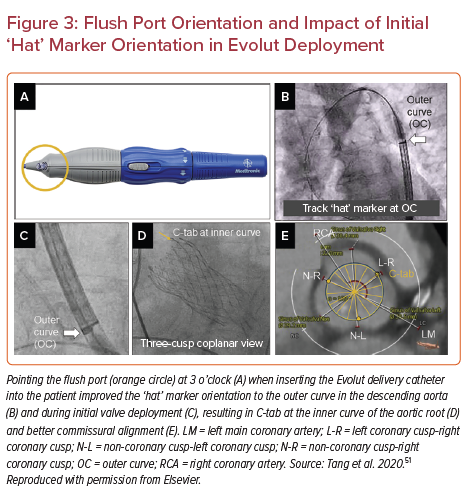 Figure 3: Flush Port Orientation and Impact of Initial
‘Hat’ Marker Orientation in Evolut Deployment
A
Medtronic
B
Outer
curve
(OC)
Track ‘hat’ marker at OC
C
Outer
curve
(OC)
D
C-tab at inner curve
Three-cusp coplanar view
E
RCA
L-R
C-tab
N-R
N-L
LM
Pointing the flush port (orange circle) at 3 o’clock (A) when inserting the Evolut delivery catheter
into the patient improved the ‘hat’ marker orientation to the outer curve in the descending aorta
(B) and during initial valve deployment (C), resulting in C-tab at the inner curve of the aortic root (D)
and better commissural alignment (E). LM = left main coronary artery; L-R = left coronary cusp-right
coronary cusp; N-L = non-coronary cusp-left coronary cusp; N-R = non-coronary cusp-right
coronary cusp; OC = outer curve; RCA = right coronary artery. Source: Tang et al. 2020.⁵¹
Reproduced with permission from Elsevier.